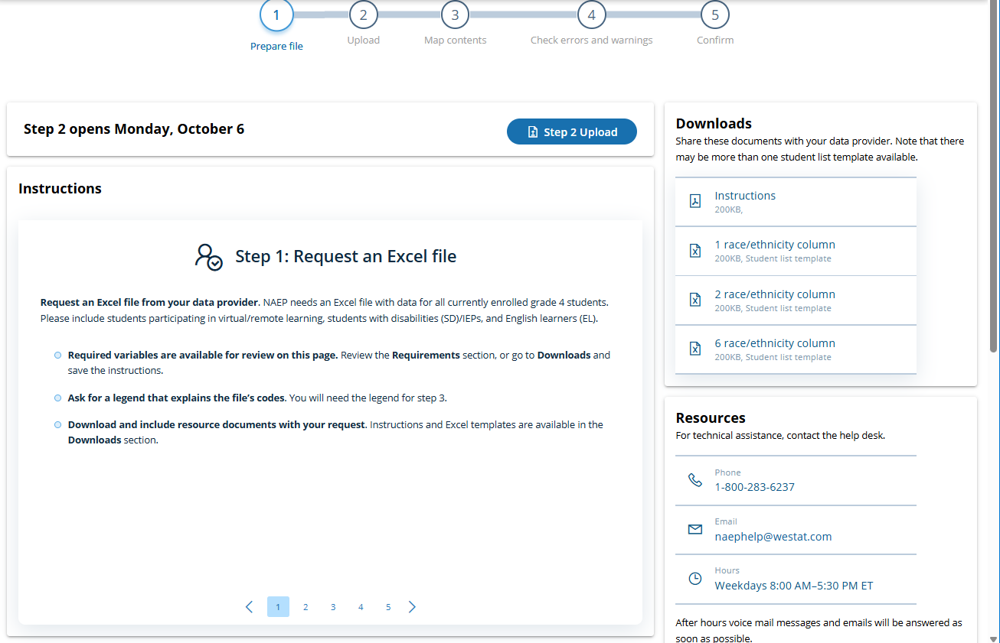 1
2
3
4
5
Prepare file
Upload
Map contents
Check errors and warnings
Confirm
Step 2 opens Monday, October 6
Step 2 Upload
Instructions
Step 1: Request an Excel file
Request an Excel file from your data provider. NAEP needs an Excel file with data for all currently enrolled grade 4 students.
Please include students participating in virtual/remote learning, students with disabilities (SD)/IEPs, and English learners (EL).
Required variables are available for review on this page. Review the Requirements section, or go to Downloads and
save the instructions.
Ask for a legend that explains the file’s codes. You will need the legend for step 3.
Download and include resource documents with your request. Instructions and Excel templates are available in the
Downloads section.
1 2 3 4 5
Downloads
Share these documents with your data provider. Note that there
may be more than one student list template available.
Instructions
200KB,
1 race/ethnicity column
200KB, Student list template
2 race/ethnicity column
200KB, Student list template
6 race/ethnicity column
200KB, Student list template
Resources
For technical assistance, contact the help desk.
Phone
1-800-283-6237
Email
naephelp@westat.com
Hours
Weekdays 8:00 AM–5:30 PM ET
After hours voice mail messages and emails will be answered as
soon as possible.